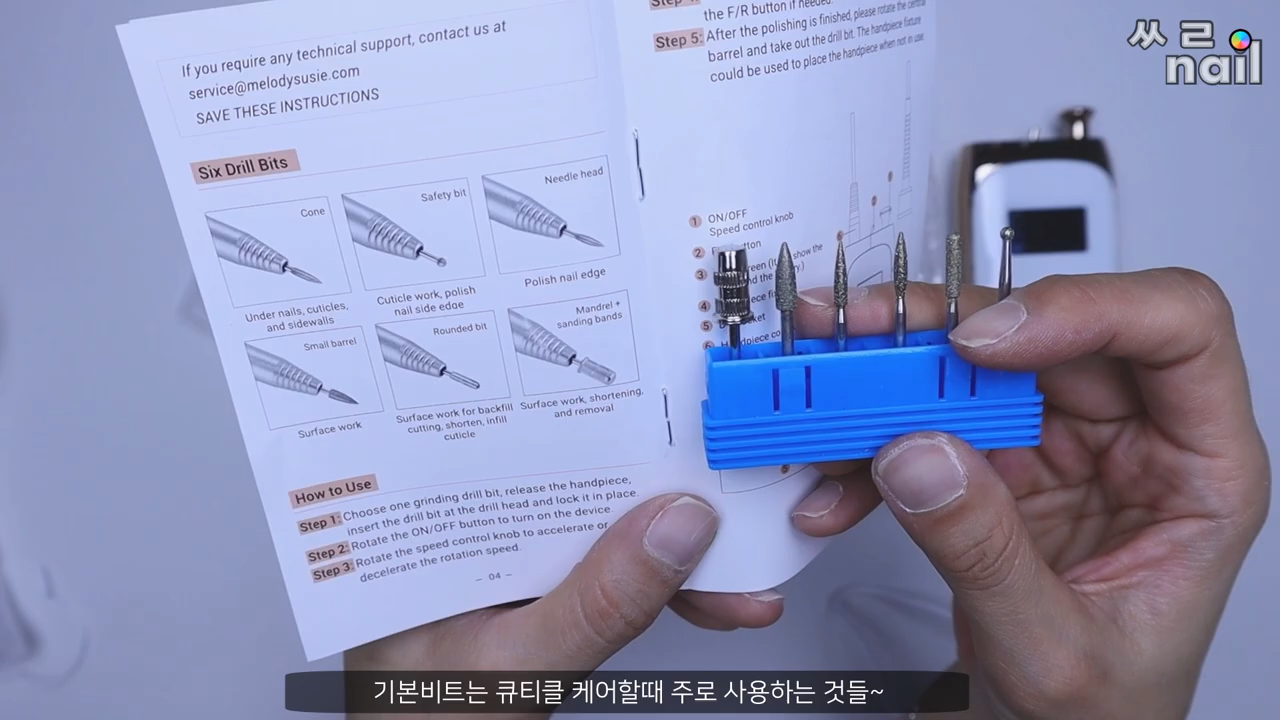 If you require any technical support, contact us at
service@melodysusie.com
SAVE THESE INSTRUCTIONS
Six Drill Bits
Cone
Under nails, cuticles,
and sidewalls
Safety bit
Cuticle work, polish
nail side edge
Needle head
Polish nail edge
Small barrel
Surface work
Rounded bit
Surface work for backfill
cutting, shorten, infill
cuticle
Mandrel +
sanding bands
Surface work, shortening,
and removal
How to Use
Step 1: Choose one grinding drill bit, release the handpiece,
insert the drill bit at the drill head and lock it in place.
Step 2: Rotate the ON/OFF button to turn on the device.
Step 3: Rotate the speed control knob to accelerate or
decelerate the rotation speed.
– 04 –
the F/R button if needed.
Step 5: After the polishing is finished, please rotate the central
barrel and take out the drill bit. The handpiece fixture
could be used to place the handpiece when not in use
1 ON/OFF
Speed control knob
2
3
show the
4
5
6
쓰르
nail
기본비트는 큐티클 케어할때 주로 사용하는 것들~